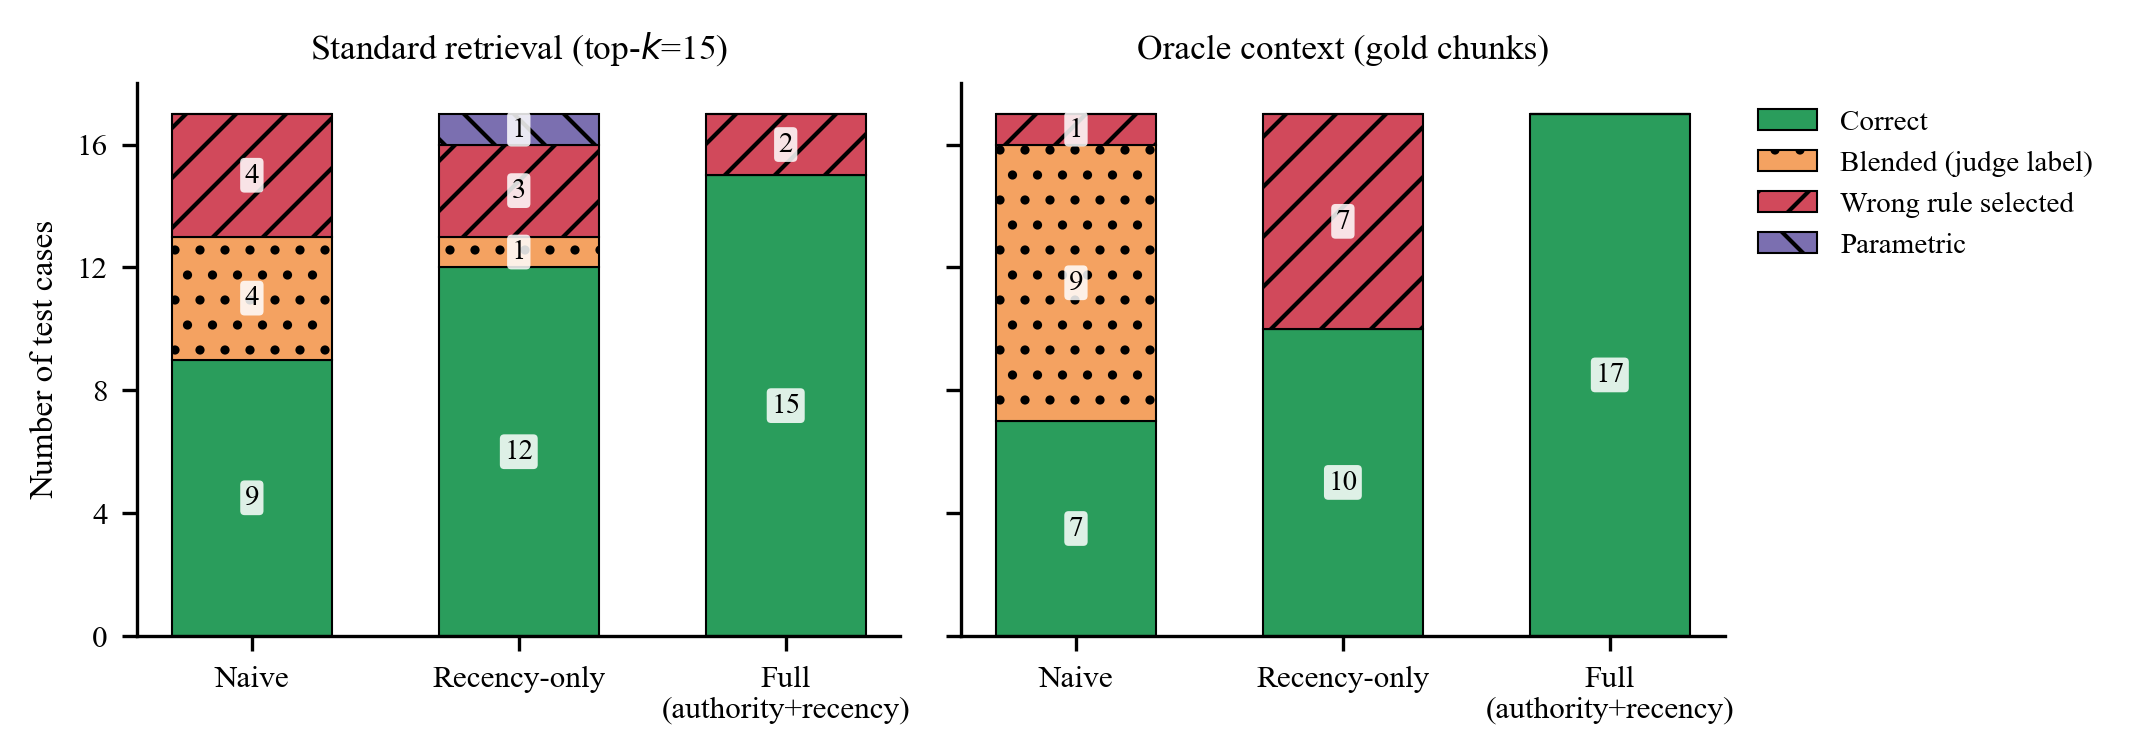 Standard retrieval (top-k=15)
Number of test cases
16
12
8
4
0
4
4
9
1
3
1
12
2
15
Naive
Recency-only
Full
(authority+recency)
Oracle context (gold chunks)
1
9
7
7
10
17
Naive
Recency-only
Full
(authority+recency)
Correct
Blended (judge label)
Wrong rule selected
Parametric